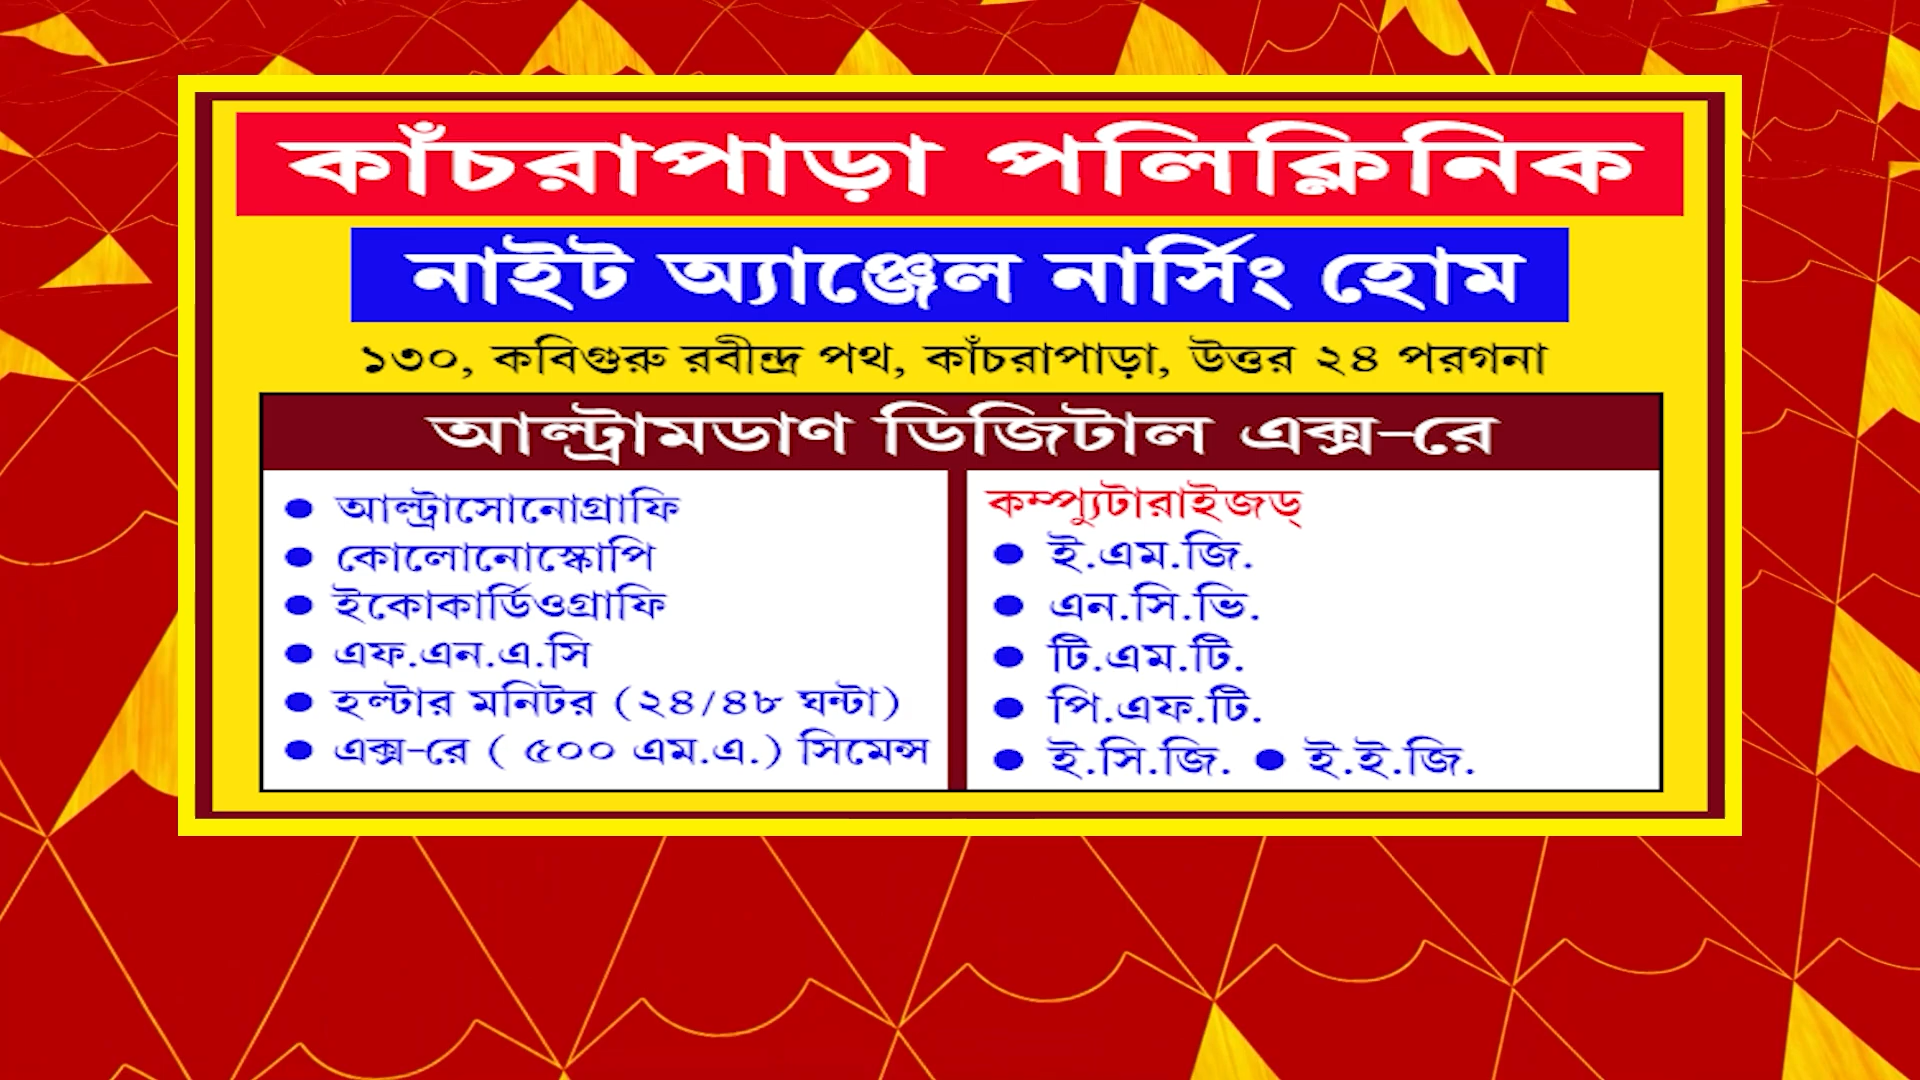 কাঁচরাপাড়া পলিক্লিনিক
নাইট অ্যাঞ্জেল নার্সিং হোম
১৩০, কবিগুরু রবীন্দ্র পথ, কাঁচরাপাড়া, উত্তর ২৪ পরগনা
আল্ট্রামডাণ ডিজিটাল এক্স-রে
● আল্ট্রাসোনোগ্রাফি
● কোলোনোস্কোপি
● ইকোকার্ডিওগ্রাফি
● এফ.এন.এ.সি
● হল্টার মনিটর (২৪/৪৮ ঘন্টা)
● এক্স-রে ( ৫০০ এম.এ.) সিমেন্স
কম্প্যুটারাইজড্
● ই.এম.জি.
● এন.সি.ভি.
● টি.এম.টি.
● পি.এফ.টি.
● ই.সি.জি. ● ই.ই.জি.